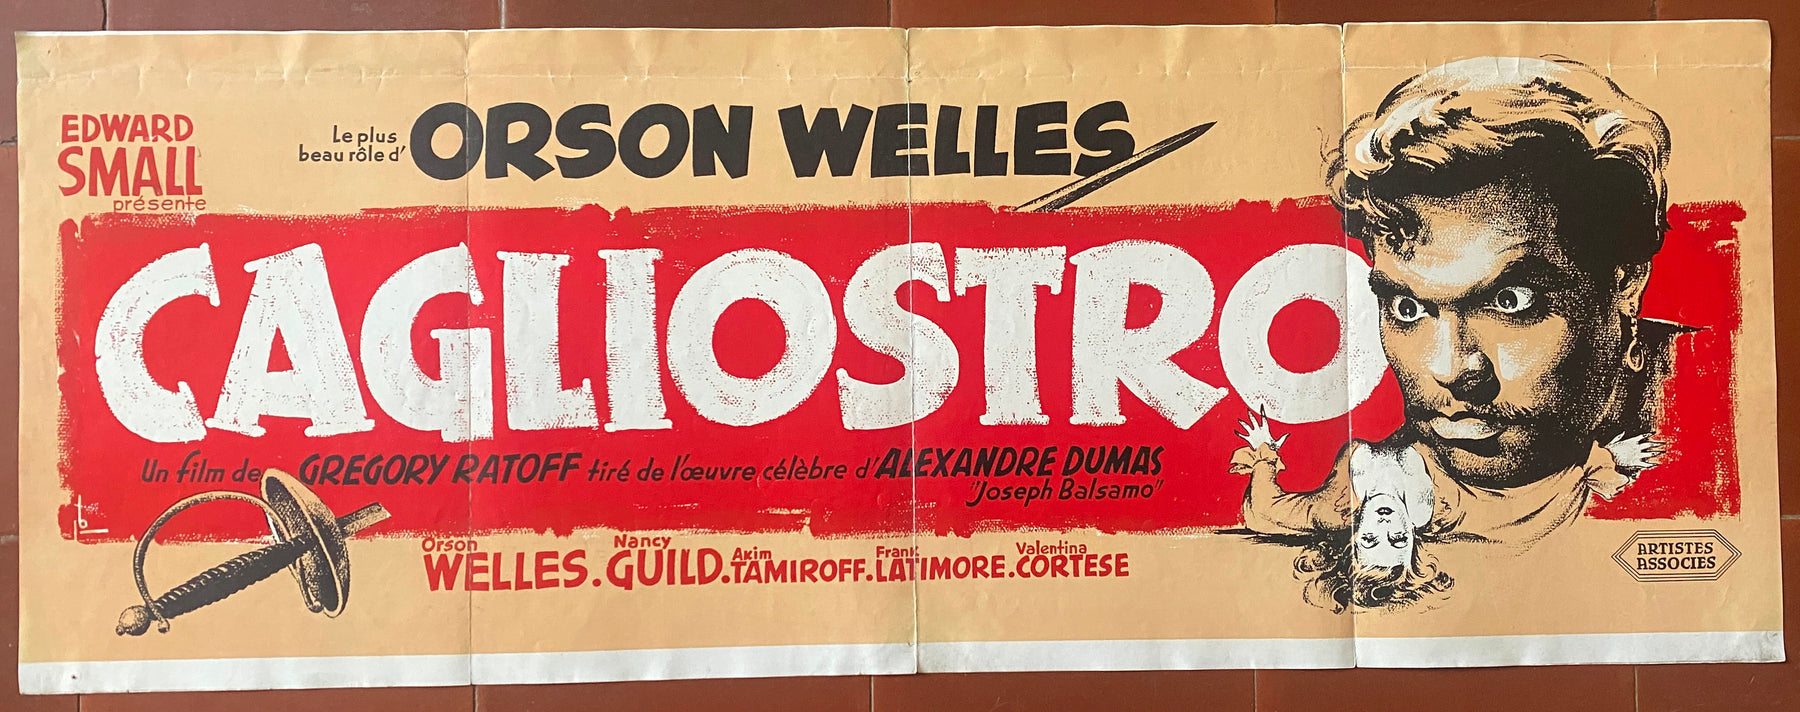 EDWARD
SMALL
présente
Le plus
beau rôle d'
ORSON WELLES
CAGLIOSTRO
Un film de GREGORY RATOFF tiré de l'œuvre célèbre d'ALEXANDRE DUMAS
"Joseph Balsamo"
Orson WELLES. Nancy GUILD. Akim TAMIROFF. Frank LATIMORE. Valentina CORTESE
ARTISTES
ASSOCIES